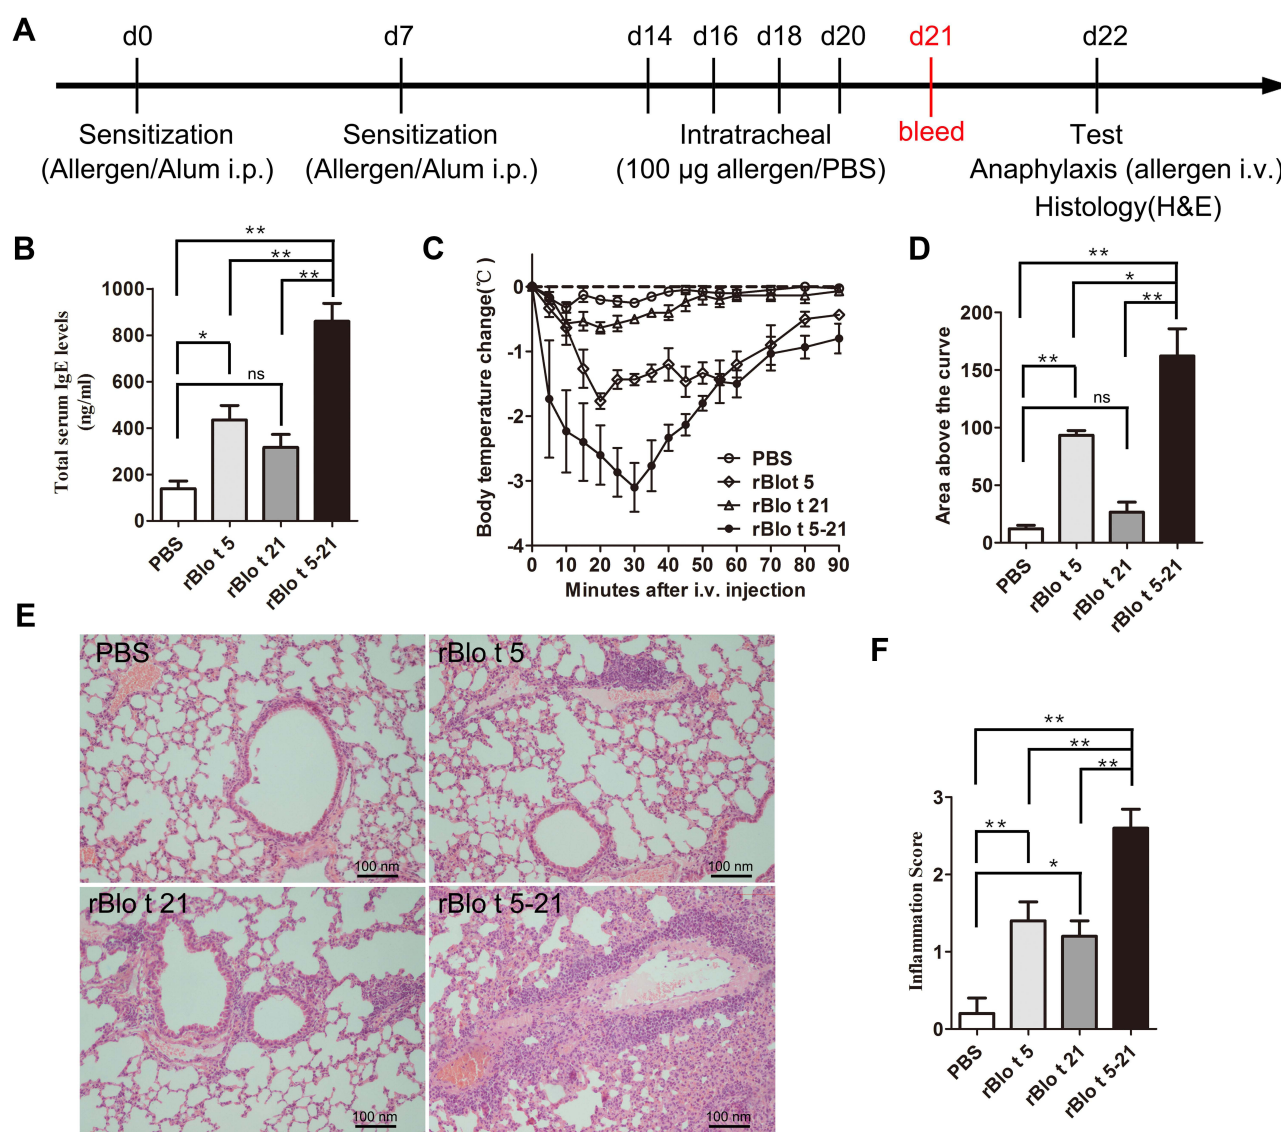 A
d0 d7 d14 d16 d18 d20 d21 d22
Sensitization Sensitization Intratracheal bleed Test
(Allergen/Alum i.p.) (Allergen/Alum i.p.) (100 µg allergen/PBS) Anaphylaxis (allergen i.v.)
Histology(H&E)
B
**
**
**
*
ns
Total serum IgE levels
(ng/ml)
1000
800
600
400
200
0
PBS
rBlo t 5
rBlo t 21
rBlo t 5-21
C
Body temperature change(℃)
0
-1
-2
-3
-4
PBS
rBlot 5
rBlo t 21
rBlo t 5-21
0 10 20 30 40 50 60 70 80 90
Minutes after i.v. injection
D
**
*
**
**
ns
Area above the curve
200
150
100
50
0
PBS
rBlo t 5
rBlo t 21
rBlo t 5-21
E
PBS
100 nm
rBlo t 5
100 nm
rBlo t 21
100 nm
rBlo t 5-21
100 nm
F
**
**
**
**
*
Inflammation Score
3
2
1
0
PBS
rBlo t 5
rBlo t 21
rBlo t 5-21